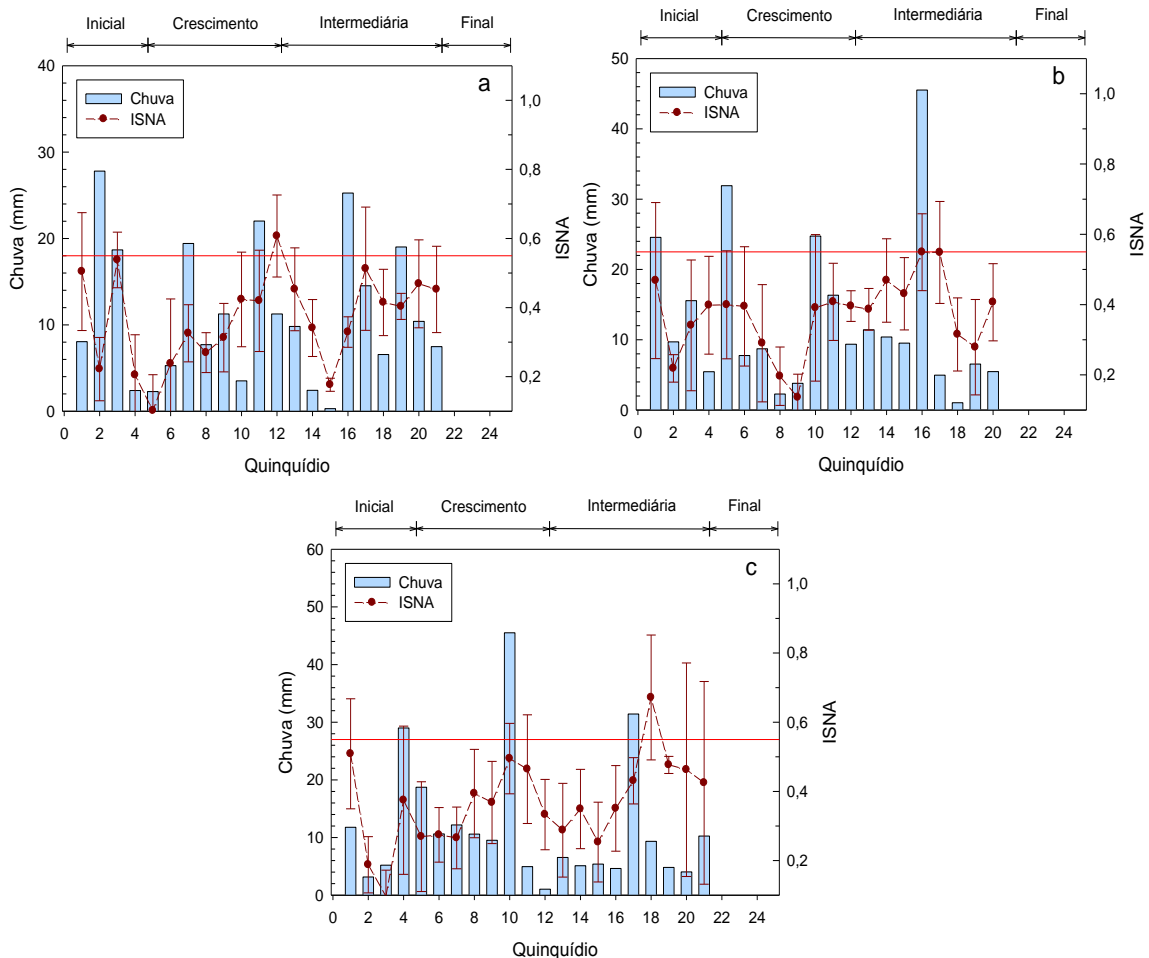 Inicial Crescimento Intermediária Final
a
Chuva
ISNA
40
30
20
10
0
Chuva (mm)
1,0
0,8
0,6
0,4
0,2
ISNA
0 2 4 6 8 10 12 14 16 18 20 22 24
Quinquídio
Inicial Crescimento Intermediária Final
b
Chuva
ISNA
50
40
30
20
10
0
Chuva (mm)
1,0
0,8
0,6
0,4
0,2
ISNA
0 2 4 6 8 10 12 14 16 18 20 22 24
Quinquídio
Inicial Crescimento Intermediária Final
c
Chuva
ISNA
60
50
40
30
20
10
0
Chuva (mm)
1,0
0,8
0,6
0,4
0,2
ISNA
0 2 4 6 8 10 12 14 16 18 20 22 24
Quinquídio